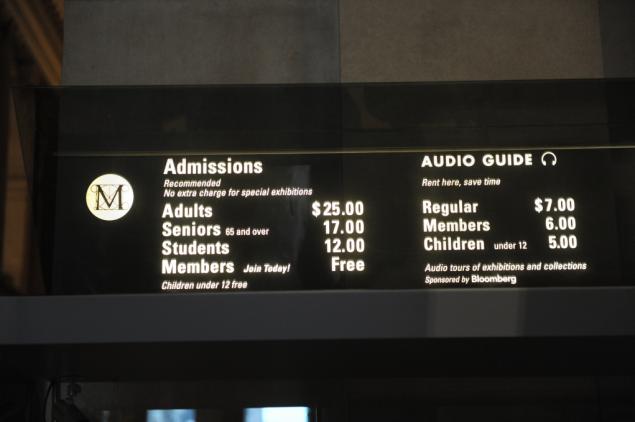 M
Admissions
Recommended
No extra charge for special exhibitions
Adults $25.00
Seniors 65 and over 17.00
Students 12.00
Members Join Today! Free
Children under 12 free
AUDIO GUIDE
Rent here, save time
Regular $7.00
Members 6.00
Children under 12 5.00
Audio tours of exhibitions and collections
Sponsored by Bloomberg